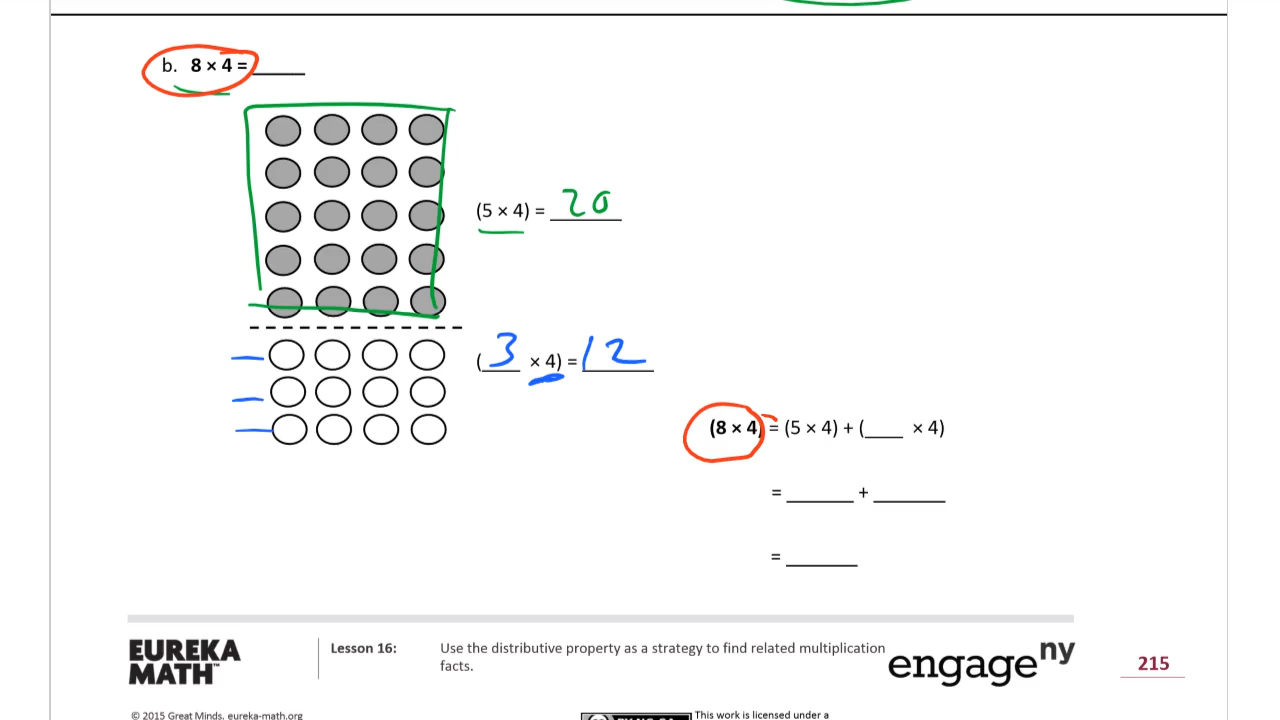 b. 8 × 4 = _____
(5 × 4) = 20
(3 × 4) = 12
(8 × 4) = (5 × 4) + (____ × 4)
= _______ + _______
= _______
EUREKA MATH™
Lesson 16: Use the distributive property as a strategy to find related multiplication facts.
engage ny
215
© 2015 Great Minds. eureka-math.org
This work is licensed under a